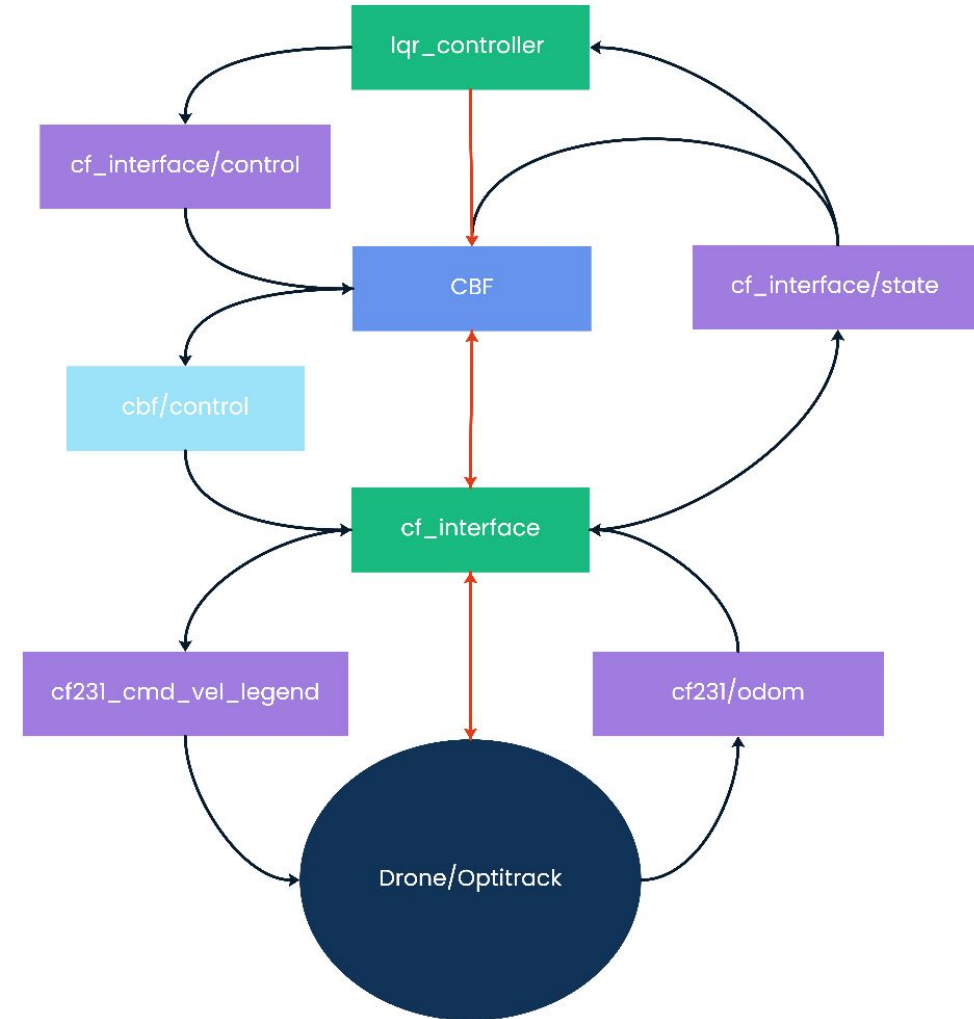 lqr_controller
cf_interface/control
CBF
cf_interface/state
cbf/control
cf_interface
cf231_cmd_vel_legend
cf231/odom
Drone/Optitrack